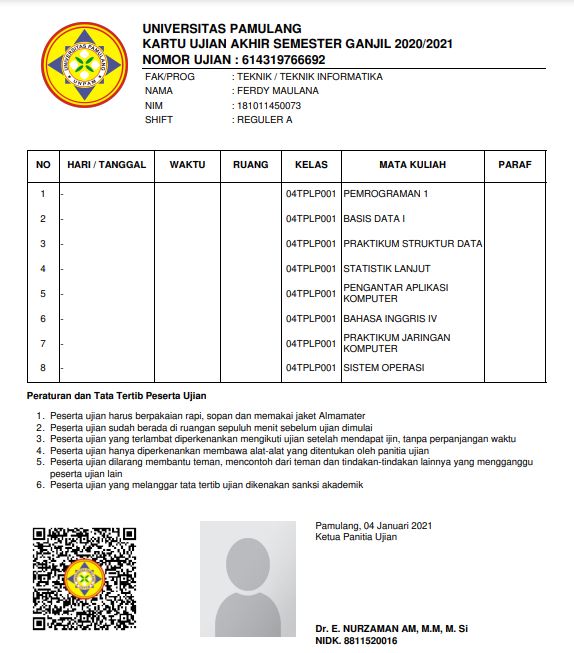 UNIVERSITAS PAMULANG
UNPAM
UNIVERSITAS PAMULANG
KARTU UJIAN AKHIR SEMESTER GANJIL 2020/2021
NOMOR UJIAN : 614319766692
FAK/PROG : TEKNIK / TEKNIK INFORMATIKA
NAMA : FERDY MAULANA
NIM : 181011450073
SHIFT : REGULER A
NO HARI / TANGGAL WAKTU RUANG KELAS MATA KULIAH PARAF
1 - 04TPLP001 PEMROGRAMAN 1
2 - 04TPLP001 BASIS DATA I
3 - 04TPLP001 PRAKTIKUM STRUKTUR DATA
4 - 04TPLP001 STATISTIK LANJUT
5 - 04TPLP001 PENGANTAR APLIKASI
KOMPUTER
6 - 04TPLP001 BAHASA INGGRIS IV
7 - 04TPLP001 PRAKTIKUM JARINGAN
KOMPUTER
8 - 04TPLP001 SISTEM OPERASI
Peraturan dan Tata Tertib Peserta Ujian
1. Peserta ujian harus berpakaian rapi, sopan dan memakai jaket Almamater
2. Peserta ujian sudah berada di ruangan sepuluh menit sebelum ujian dimulai
3. Peserta ujian yang terlambat diperkenankan mengikuti ujian setelah mendapat ijin, tanpa perpanjangan waktu
4. Peserta ujian hanya diperkenankan membawa alat-alat yang ditentukan oleh panitia ujian
5. Peserta ujian dilarang membantu teman, mencontoh dari teman dan tindakan-tindakan lainnya yang mengganggu
peserta ujian lain
6. Peserta ujian yang melanggar tata tertib ujian dikenakan sanksi akademik
Pamulang, 04 Januari 2021
Ketua Panitia Ujian
Dr. E. NURZAMAN AM, M.M, M. Si
NIDK. 8811520016